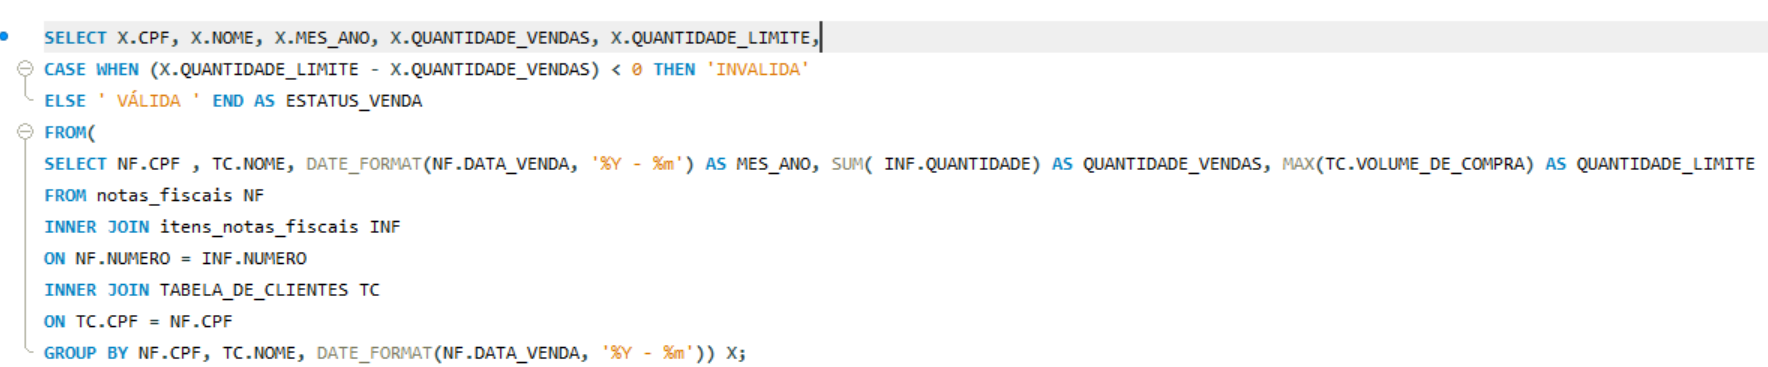 SELECT X.CPF, X.NOME, X.MES_ANO, X.QUANTIDADE_VENDAS, X.QUANTIDADE_LIMITE,
CASE WHEN (X.QUANTIDADE_LIMITE - X.QUANTIDADE_VENDAS) < 0 THEN 'INVALIDA'
ELSE ' VÁLIDA ' END AS ESTATUS_VENDA
FROM(
SELECT NF.CPF , TC.NOME, DATE_FORMAT(NF.DATA_VENDA, '%Y - %m') AS MES_ANO, SUM( INF.QUANTIDADE) AS QUANTIDADE_VENDAS, MAX(TC.VOLUME_DE_COMPRA) AS QUANTIDADE_LIMITE
FROM notas_fiscais NF
INNER JOIN itens_notas_fiscais INF
ON NF.NUMERO = INF.NUMERO
INNER JOIN TABELA_DE_CLIENTES TC
ON TC.CPF = NF.CPF
GROUP BY NF.CPF, TC.NOME, DATE_FORMAT(NF.DATA_VENDA, '%Y - %m')) X;